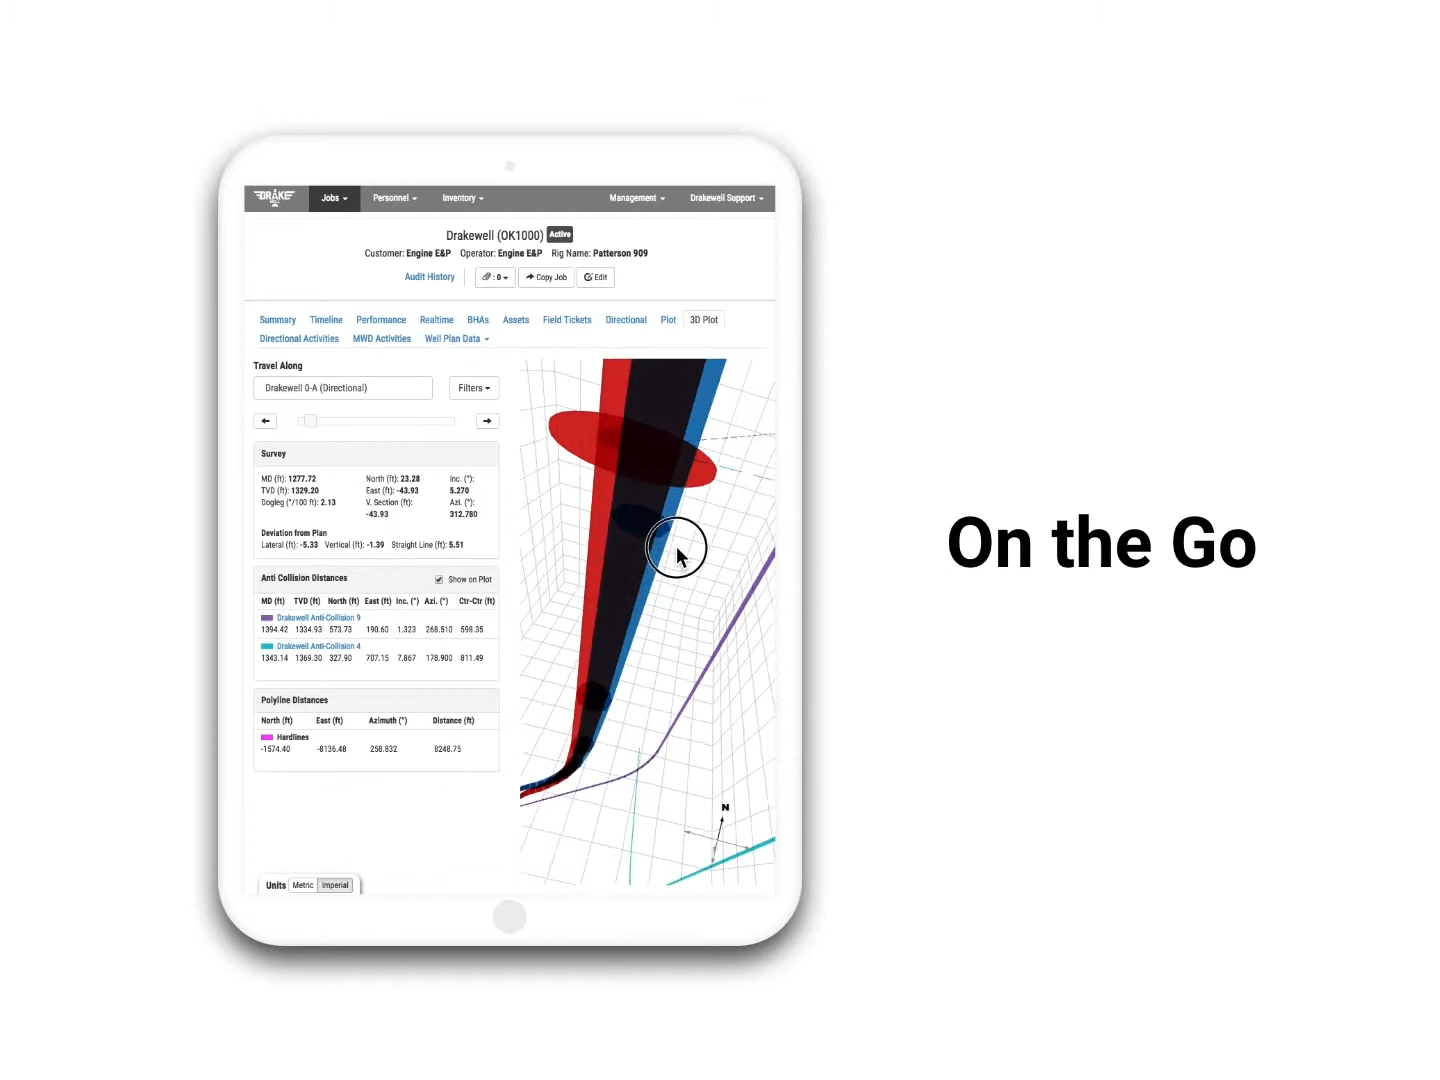 DRAKE
WELL
Jobs
Personnel
Inventory
Management
Drakewell Support
Drakewell (OK1000) Active
Customer: Engine E&P Operator: Engine E&P Rig Name: Patterson 909
Audit History
: 0
Copy Job
Edit
Summary Timeline Performance Realtime BHAs Assets Field Tickets Directional Plot 3D Plot
Directional Activities MWD Activities Well Plan Data
Travel Along
Drakewell 0-A (Directional)
Filters
Survey
MD (ft): 1277.72 North (ft): 23.28 Inc. (°):
TVD (ft): 1329.20 East (ft): -43.93 5.270
Dogleg (°/100 ft): 2.13 V. Section (ft): Azi. (°):
-43.93 312.780
Deviation from Plan
Lateral (ft): -5.33 Vertical (ft): -1.39 Straight Line (ft): 5.51
Anti Collision Distances Show on Plot
MD (ft) TVD (ft) North (ft) East (ft) Inc. (°) Azi. (°) Ctr-Ctr (ft)
Drakewell Anti-Collision 9
1394.42 1334.93 573.73 190.60 1.323 268.510 598.35
Drakewell Anti-Collision 4
1343.14 1369.30 327.90 707.15 7.867 178.900 811.49
Polyline Distances
North (ft) East (ft) Azimuth (°) Distance (ft)
Hardlines
-1574.40 -8136.48 258.832 8248.75
N
Units Metric Imperial
On the Go